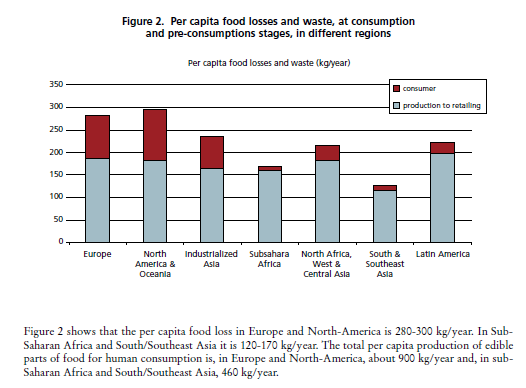 Figure 2. Per capita food losses and waste, at consumption
and pre-consumptions stages, in different regions
Per capita food losses and waste (kg/year)
350
300
250
200
150
100
50
0
consumer
production to retailing
Europe
North
America &
Oceania
Industrialized
Asia
Subsahara
Africa
North Africa,
West &
Central Asia
South &
Southeast
Asia
Latin America
Figure 2 shows that the per capita food loss in Europe and North-America is 280-300 kg/year. In Sub-
Saharan Africa and South/Southeast Asia it is 120-170 kg/year. The total per capita production of edible
parts of food for human consumption is, in Europe and North-America, about 900 kg/year and, in sub-
Saharan Africa and South/Southeast Asia, 460 kg/year.